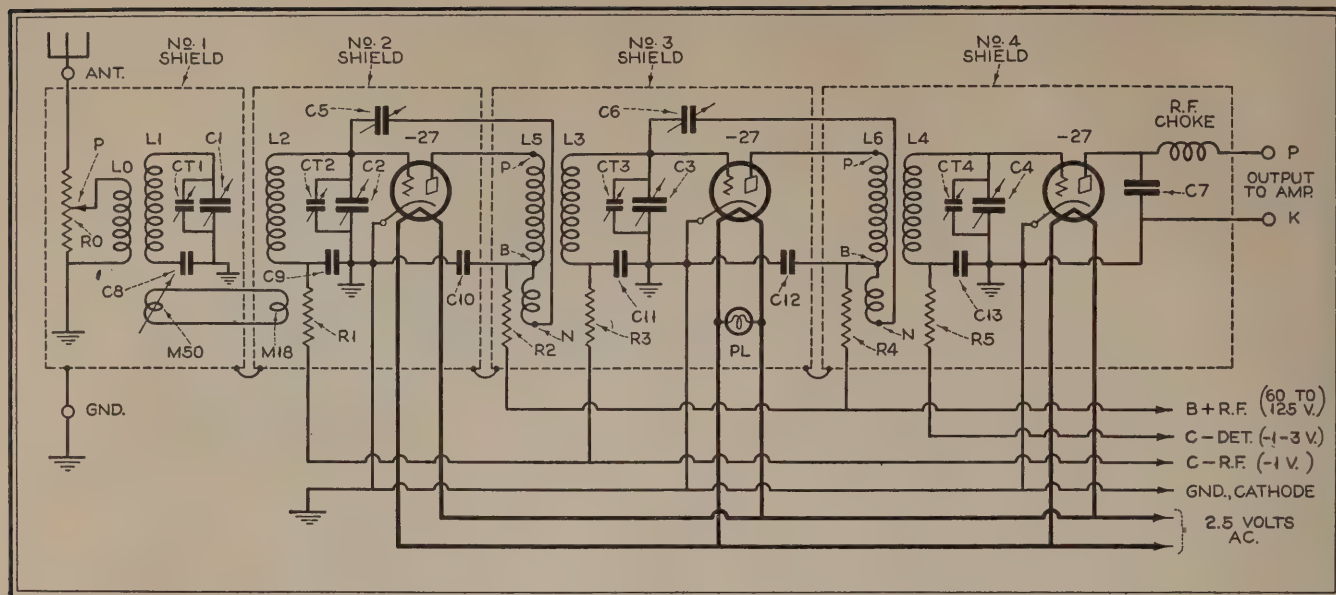 No. 1
SHIELD
No. 2
SHIELD
No. 3
SHIELD
No. 4
SHIELD
ANT.
P
L0
R0
L1
CT1
C1
C8
M50
M18
GND.
L2
CT2
C2
C5
-27
C9
R1
C10
L5
P
B
N
R2
L3
CT3
C3
C6
-27
C11
R3
PL
C12
L6
P
B
N
R4
L4
CT4
C4
-27
C13
R5
R.F.
CHOKE
C7
P
OUTPUT
TO AMP.
K
B+R.F. (60 TO
125 V.)
C-DET. (-1-3 V.)
C-R.F. (-1 V.)
GND., CATHODE
2.5 VOLTS
AC.